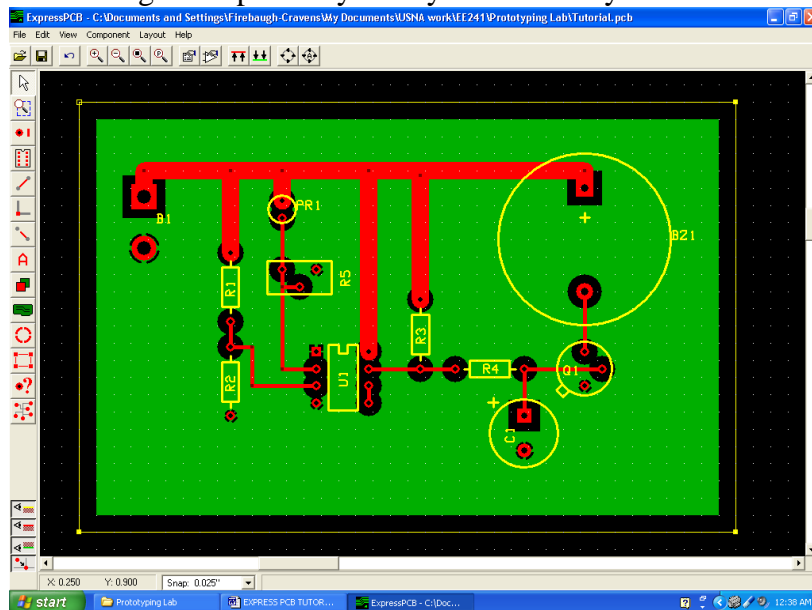 ExpressPCB - C:\Documents and Settings\Firebaugh-Cravens\My Documents\USNA work\EE241\Prototyping Lab\Tutorial.pcb
File Edit View Component Layout Help
PR1
B1
BZ1
R5
R1
R3
U1
R4
Q1
R2
C1
X: 0.250 Y: 0.900 Snap: 0.025"
start Prototyping Lab EXPRESS PCB TUTOR... ExpressPCB - C:\Doc... 12:38 AM